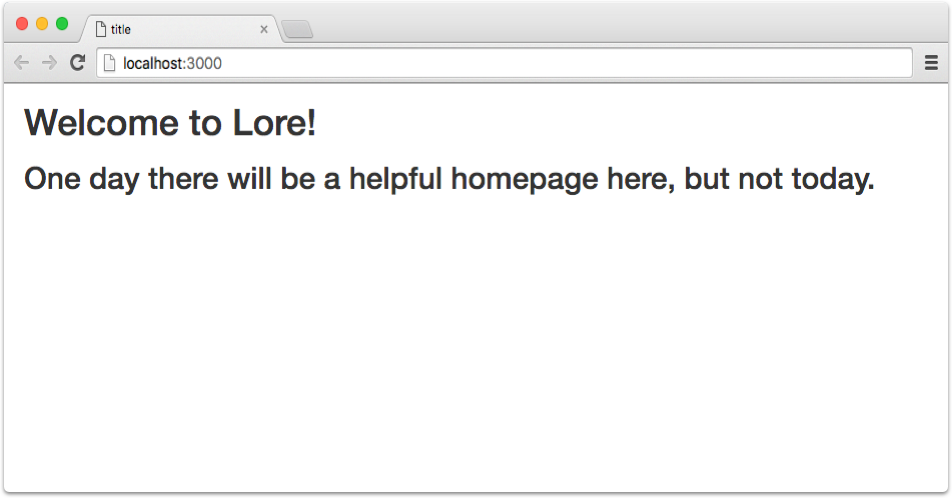 title
localhost:3000
Welcome to Lore!
One day there will be a helpful homepage here, but not today.